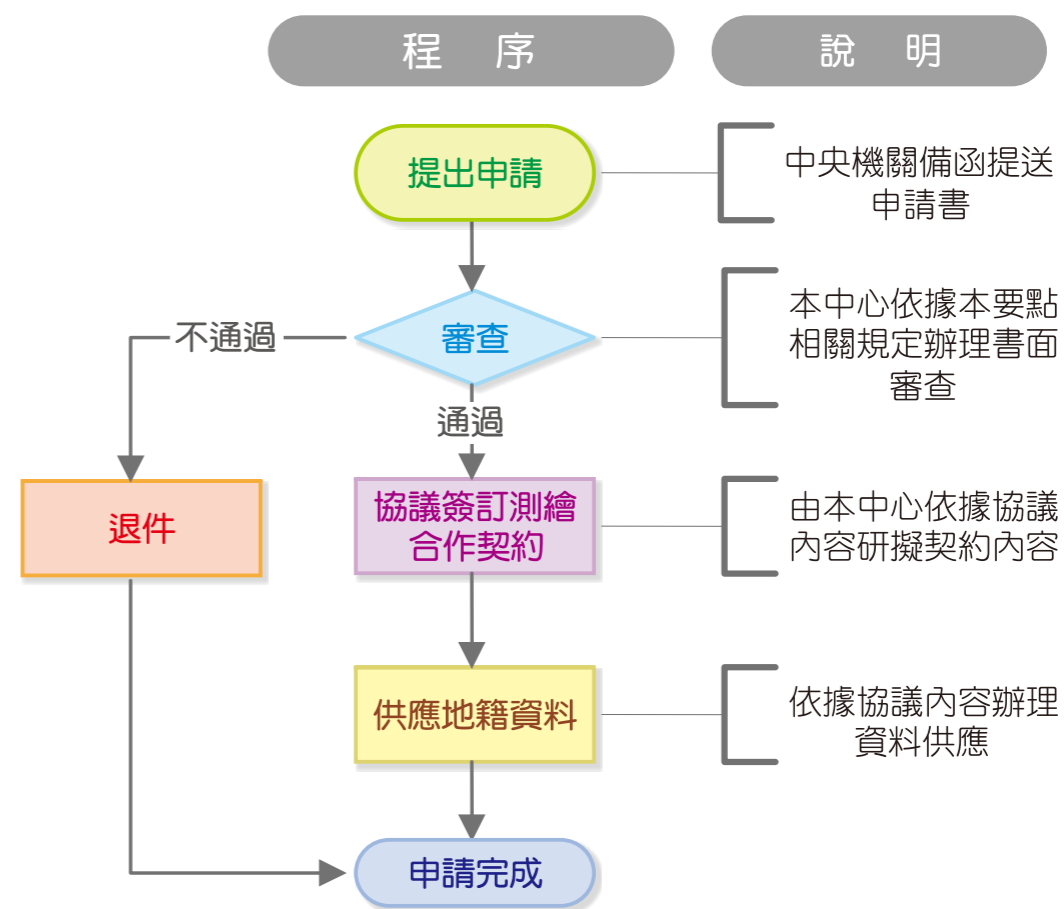 程 序
說 明
提出申請
中央機關備函提送
申請書
審查
本中心依據本要點
相關規定辦理書面
審查
不通過
通過
退件
協議簽訂測繪
合作契約
由本中心依據協議
內容研擬契約內容
供應地籍資料
依據協議內容辦理
資料供應
申請完成